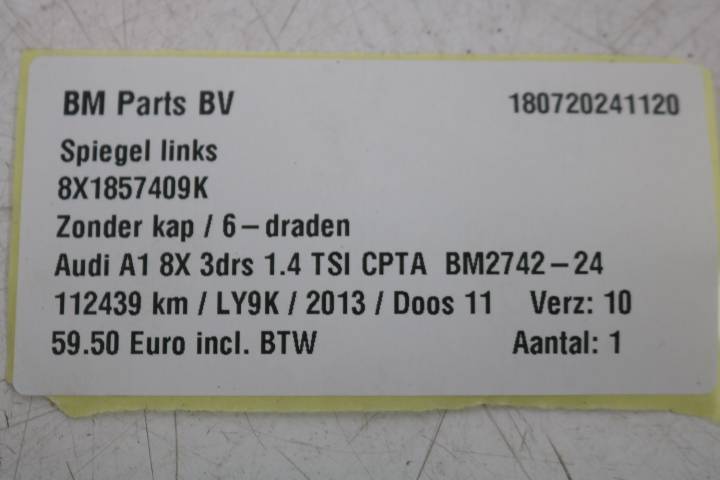 BM Parts BV 180720241120
Spiegel links
8X1857409K
Zonder kap / 6-draden
Audi A1 8X 3drs 1.4 TSI CPTA BM2742-24
112439 km / LY9K / 2013 / Doos 11 Verz: 10
59.50 Euro incl. BTW Aantal: 1